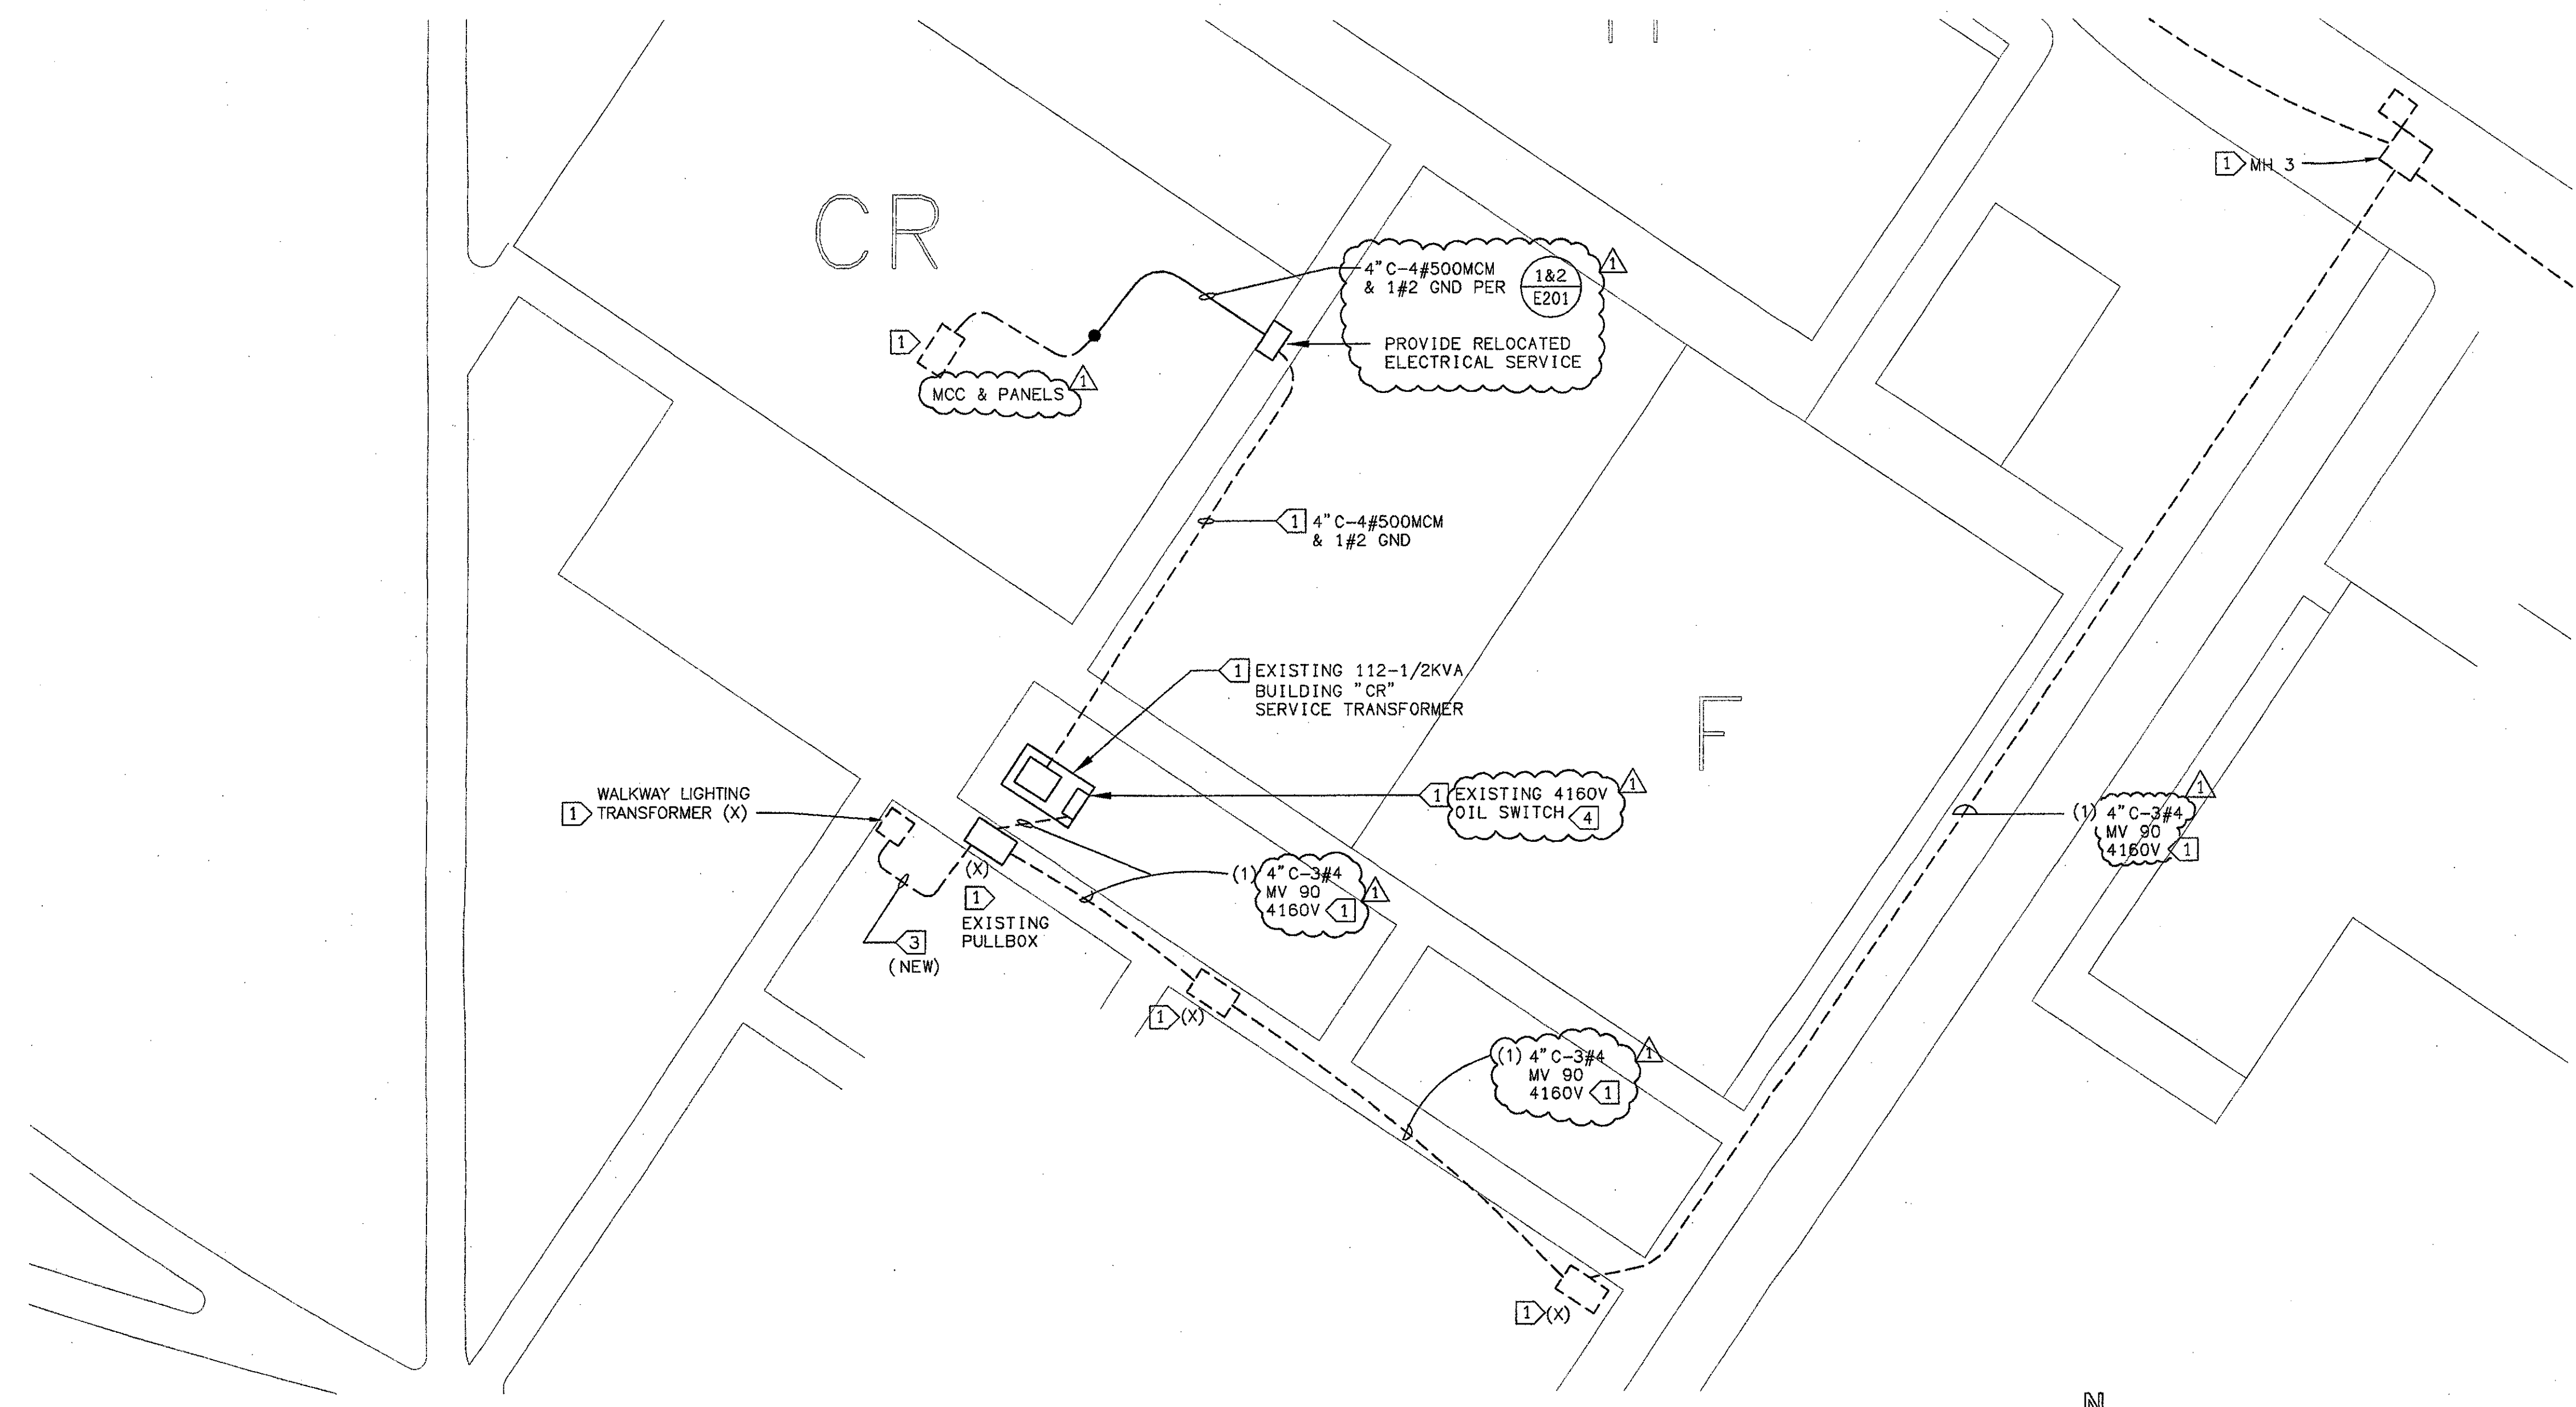 1 MH 3
CR
4"C-4#500MCM
& 1#2 GND PER
1&2
E201
1
PROVIDE RELOCATED
ELECTRICAL SERVICE
1
MCC & PANELS
1
1 4"C-4#500MCM
& 1#2 GND
1 EXISTING 112-1/2KVA
BUILDING "CR"
SERVICE TRANSFORMER
F
1 EXISTING 4160V
OIL SWITCH 4
1
WALKWAY LIGHTING
1 TRANSFORMER (X)
(1) 4"C-3#4
MV 90
4160V 1
1
(X)
1
EXISTING
PULLBOX
3
(NEW)
(1) 4"C-3#4
MV 90
4160V 1
1
1 (X)
(1) 4"C-3#4
MV 90
4160V 1
1
1 (X)
N